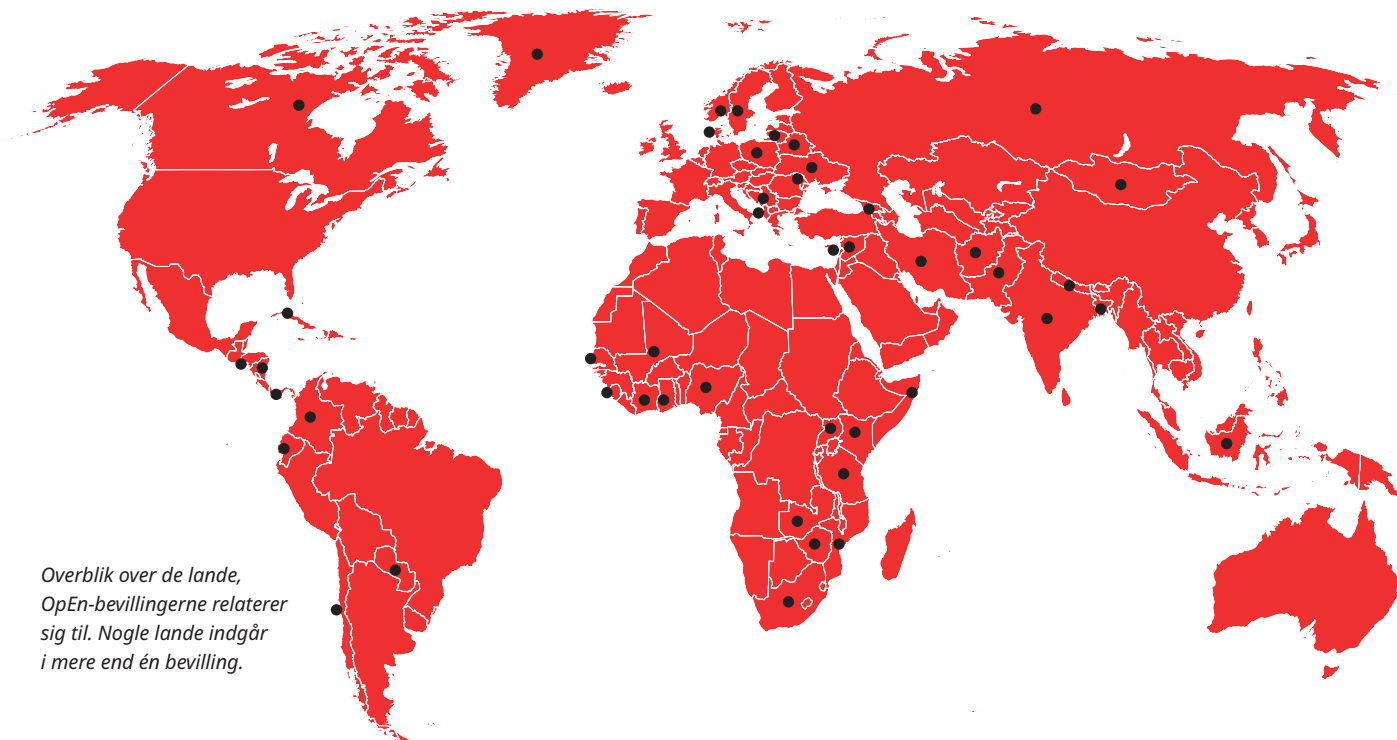 Overblik over de lande,
OpEn-bevillingerne relaterer
sig til. Nogle lande indgår
i mere end én bevilling.